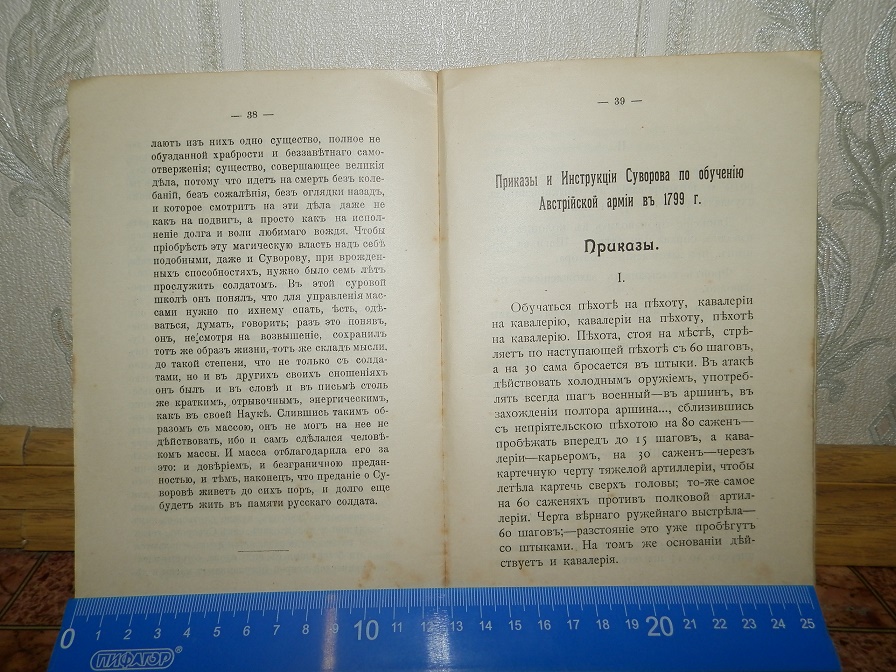 — 38 —
лаютъ изъ нихъ одно существо, полное не
обузданной храбрости и беззавѣтнаго само-
отверженія; существо, совершающее великія
дѣла, потому что идетъ на смерть безъ коле-
баній, безъ сожалѣнія, безъ оглядки назадъ,
и которое смотритъ на эти дѣла даже не
какъ на подвигъ, а просто какъ на испол-
неніе долга и воли любимаго вождя. Чтобы
пріобрѣсть эту магическую власть надъ себѣ
подобными, даже и Суворову, при врожден-
ныхъ способностяхъ, нужно было семь лѣтъ
прослужить солдатомъ. Въ этой суровой
школѣ онъ понялъ, что для управленія мас-
сами нужно по ихнему спать, ѣсть, одѣ-
ваться, думать, говорить; разъ это понявъ,
онъ, несмотря на возвышеніе, сохранилъ
тотъ же образъ жизни, тотъ же складъ мысли,
до такой степени, что не только съ солда-
тами, но и въ другихъ своихъ сношеніяхъ
онъ былъ и въ словѣ и въ письмѣ столь
же краткимъ, отрывочнымъ, энергическимъ,
какъ въ своей Наукѣ. Слившись такимъ об-
разомъ съ массою, онъ не могъ на нее не
дѣйствовать, ибо и самъ сдѣлался человѣ-
комъ массы. И масса отблагодарила его за
это: и довѣріемъ, и безграничною предан-
ностью, и тѣмъ, наконецъ, что преданіе о Су-
воровѣ живетъ до сихъ поръ, и долго еще
будетъ жить въ памяти русскаго солдата.
— 39 —
Приказы и Инструкціи Суворова по обученію
Австрійской арміи въ 1799 г.
Приказы.
I.
Обучаться пѣхотѣ на пѣхоту, кавалеріи
на кавалерію, кавалеріи на пѣхоту, пѣхотѣ
на кавалерію. Пѣхота, стоя на мѣстѣ, стрѣ-
ляетъ по наступающей пѣхотѣ съ 60 шаговъ,
а на 30 сама бросается въ штыки. Въ атакѣ
дѣйствовать холоднымъ оружіемъ, употреб-
лять всегда шагъ военный—въ аршинъ, въ
захожденіи полтора аршина..., сблизившись
съ непріятельскою пѣхотою на 80 саженъ—
пробѣжать впередъ до 15 шаговъ, а кава-
леріи—карьеромъ, на 30 саженъ—черезъ
картечную черту тяжелой артиллеріи, чтобы
летѣла картечь сверхъ головы; то-же самое
на 60 саженяхъ противъ полковой артил-
леріи. Черта вѣрнаго ружейнаго выстрѣла—
60 шаговъ;—разстояніе это уже пробѣгутъ
со штыками. На томъ же основаніи дѣй-
ствуетъ и кавалерія.
0 1 2 3 4 5 6 7 8 9 10 11 12 13 14 15 16 17 18 19 20 21 22 23 24 25
ПИФАГОР